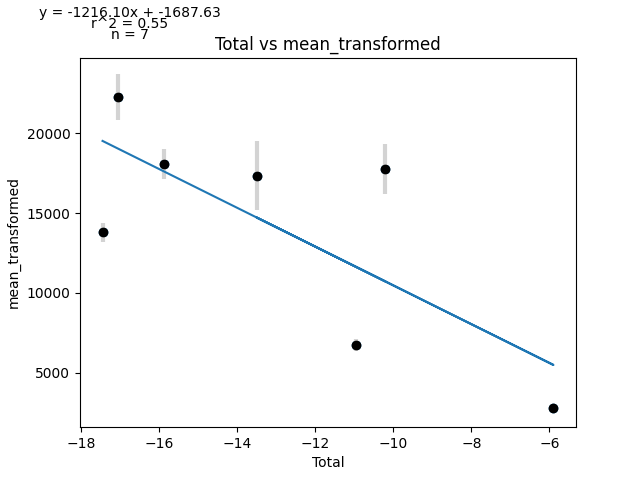 y = -1216.10x + -1687.63
r^2 = 0.55
n = 7
Total vs mean_transformed
mean_transformed
20000
15000
10000
5000
−18
−16
−14
−12
−10
−8
−6
Total